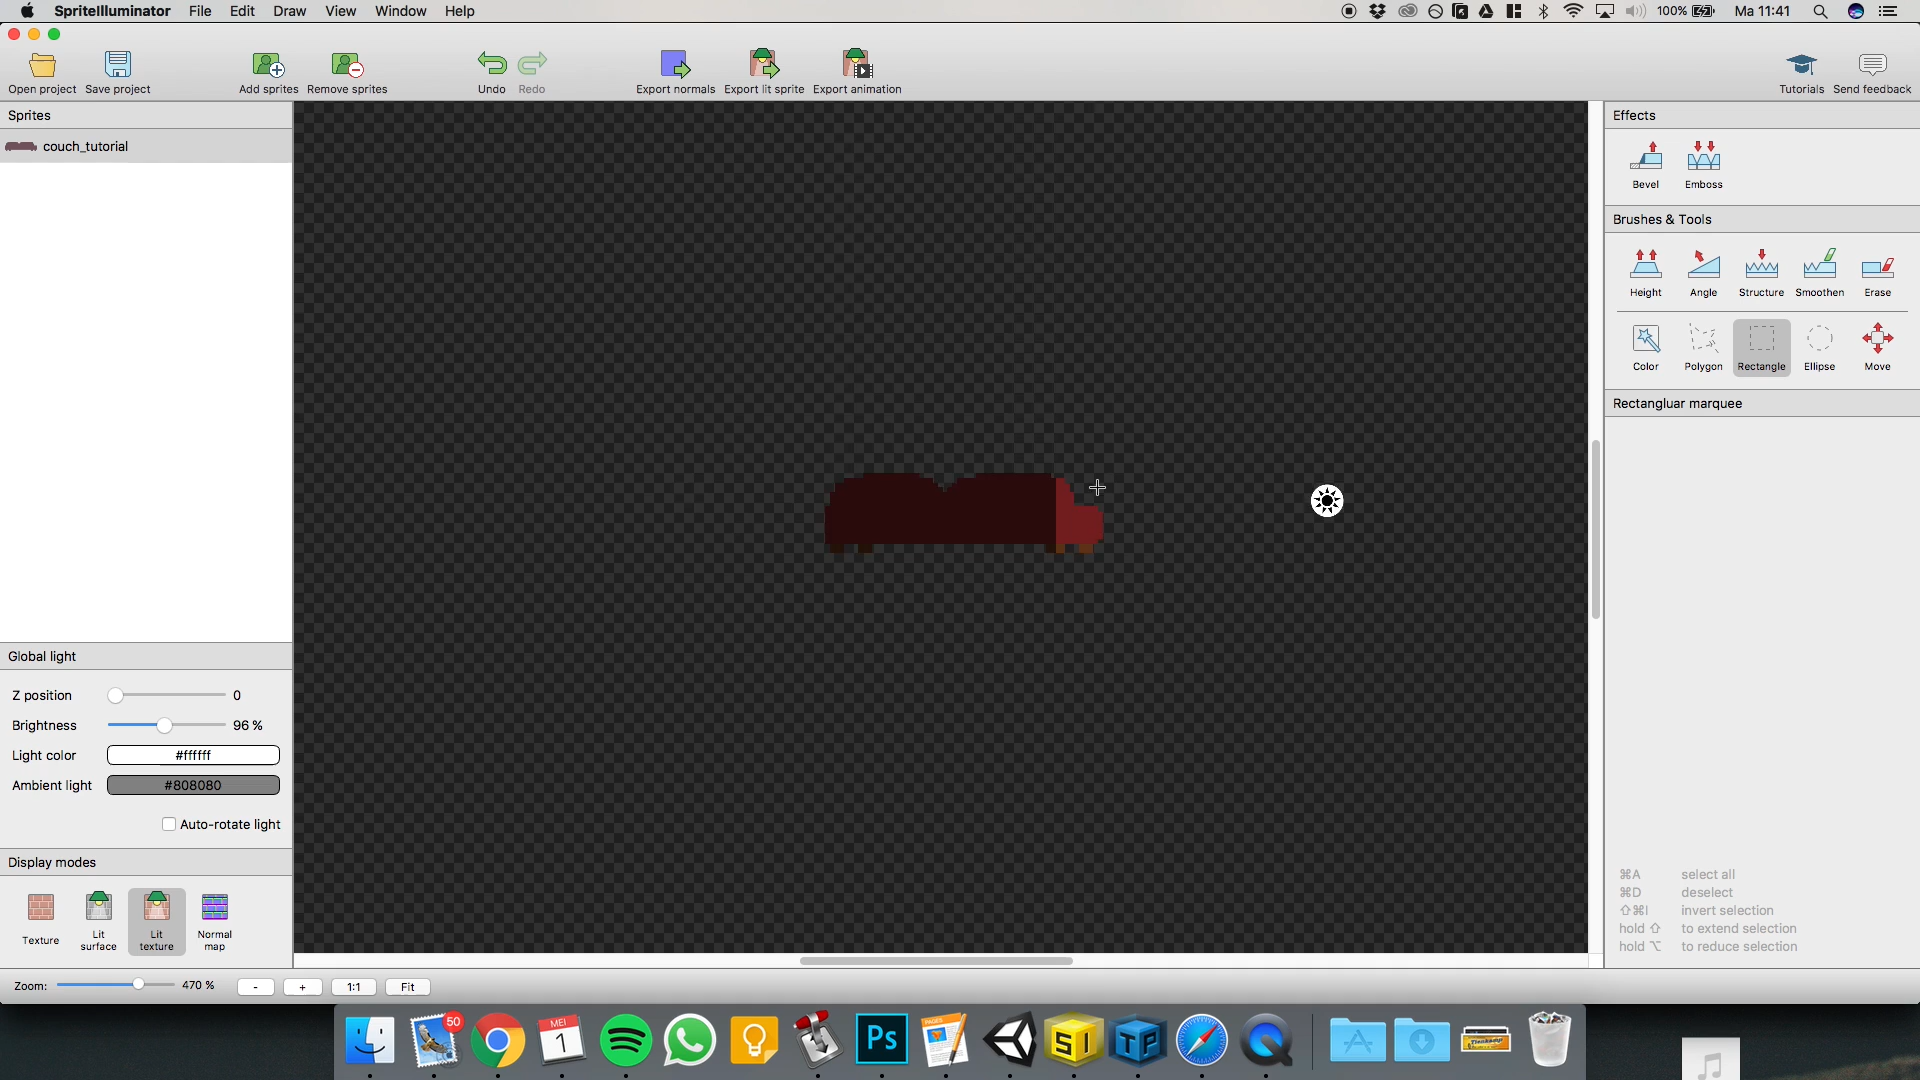 SpriteIlluminator File Edit Draw View Window Help 100% Ma 11:41
Open project Save project Add sprites Remove sprites Undo Redo Export normals Export lit sprite Export animation Tutorials Send feedback
Sprites
couch_tutorial
Effects
Bevel Emboss
Brushes & Tools
Height Angle Structure Smoothen Erase
Color Polygon Rectangle Ellipse Move
Rectangluar marquee
Global light
Z position 0
Brightness 96 %
Light color #ffffff
Ambient light #808080
Auto-rotate light
Display modes
Texture Lit surface Lit texture Normal map
⌘A select all
⌘D deselect
⇧⌘I invert selection
hold ⇧ to extend selection
hold ⌥ to reduce selection
Zoom: 470 % - + 1:1 Fit
50
MEI
1
Ps
PAGES
SI
TP